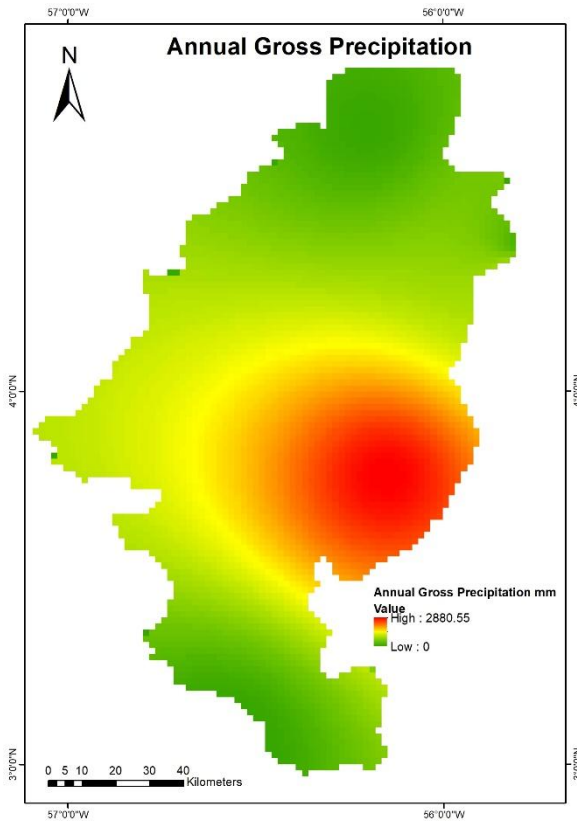 57°0'0"W 56°0'0"W
Annual Gross Precipitation
N
4°0'0"N 4°0'0"N
Annual Gross Precipitation mm
Value
High : 2880.55
Low : 0
0 5 10 20 30 40
Kilometers
3°0'0"N 3°0'0"N
57°0'0"W 56°0'0"W